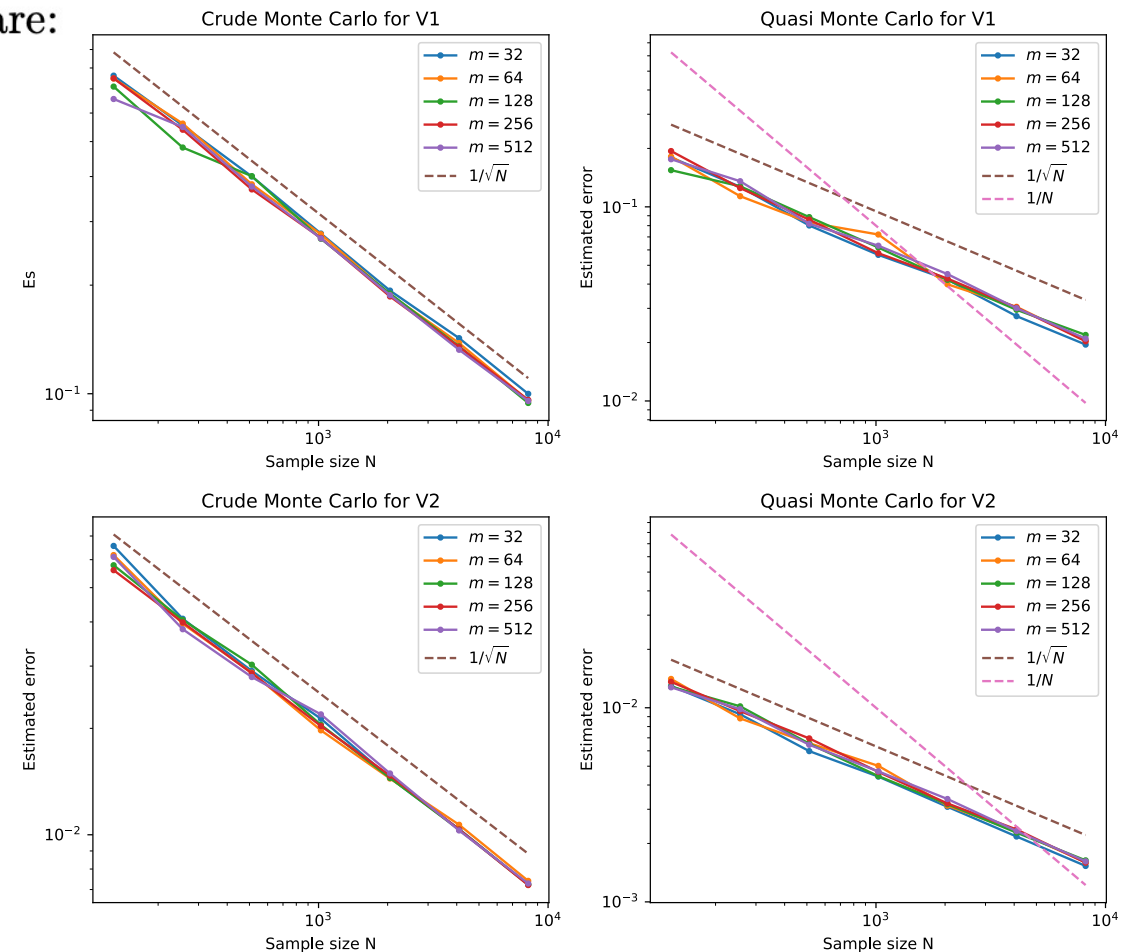 are:
Crude Monte Carlo for V1
m = 32
m = 64
m = 128
m = 256
m = 512
1/√N
Es
10⁻¹
10³
10⁴
Sample size N
Quasi Monte Carlo for V1
m = 32
m = 64
m = 128
m = 256
m = 512
1/√N
1/N
Estimated error
10⁻¹
10⁻²
10³
10⁴
Sample size N
Crude Monte Carlo for V2
m = 32
m = 64
m = 128
m = 256
m = 512
1/√N
Estimated error
10⁻²
10³
10⁴
Sample size N
Quasi Monte Carlo for V2
m = 32
m = 64
m = 128
m = 256
m = 512
1/√N
1/N
Estimated error
10⁻²
10⁻³
10³
10⁴
Sample size N